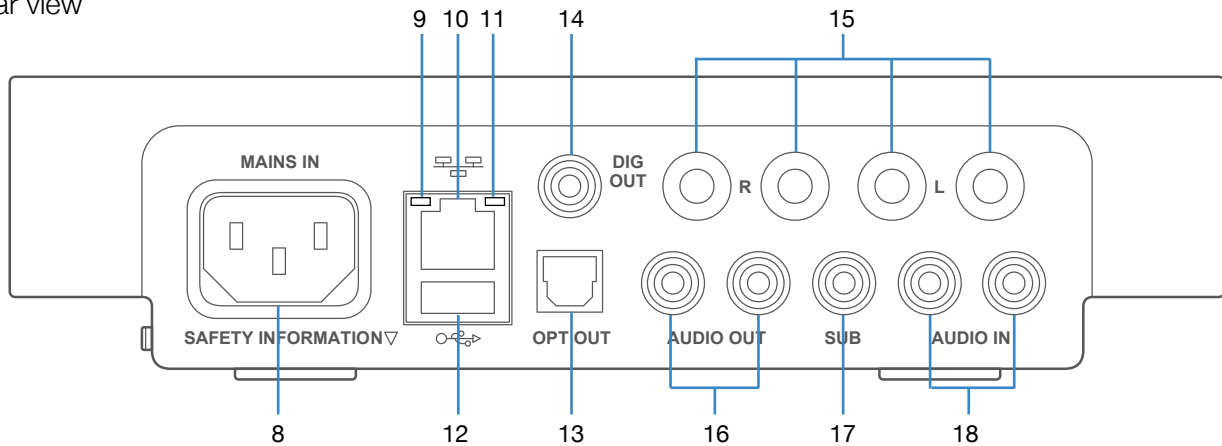 ar view
9 10 11 14 15
MAINS IN
DIG
OUT
R
L
SAFETY INFORMATION▽
OPT OUT
AUDIO OUT
SUB
AUDIO IN
8 12 13 16 17 18